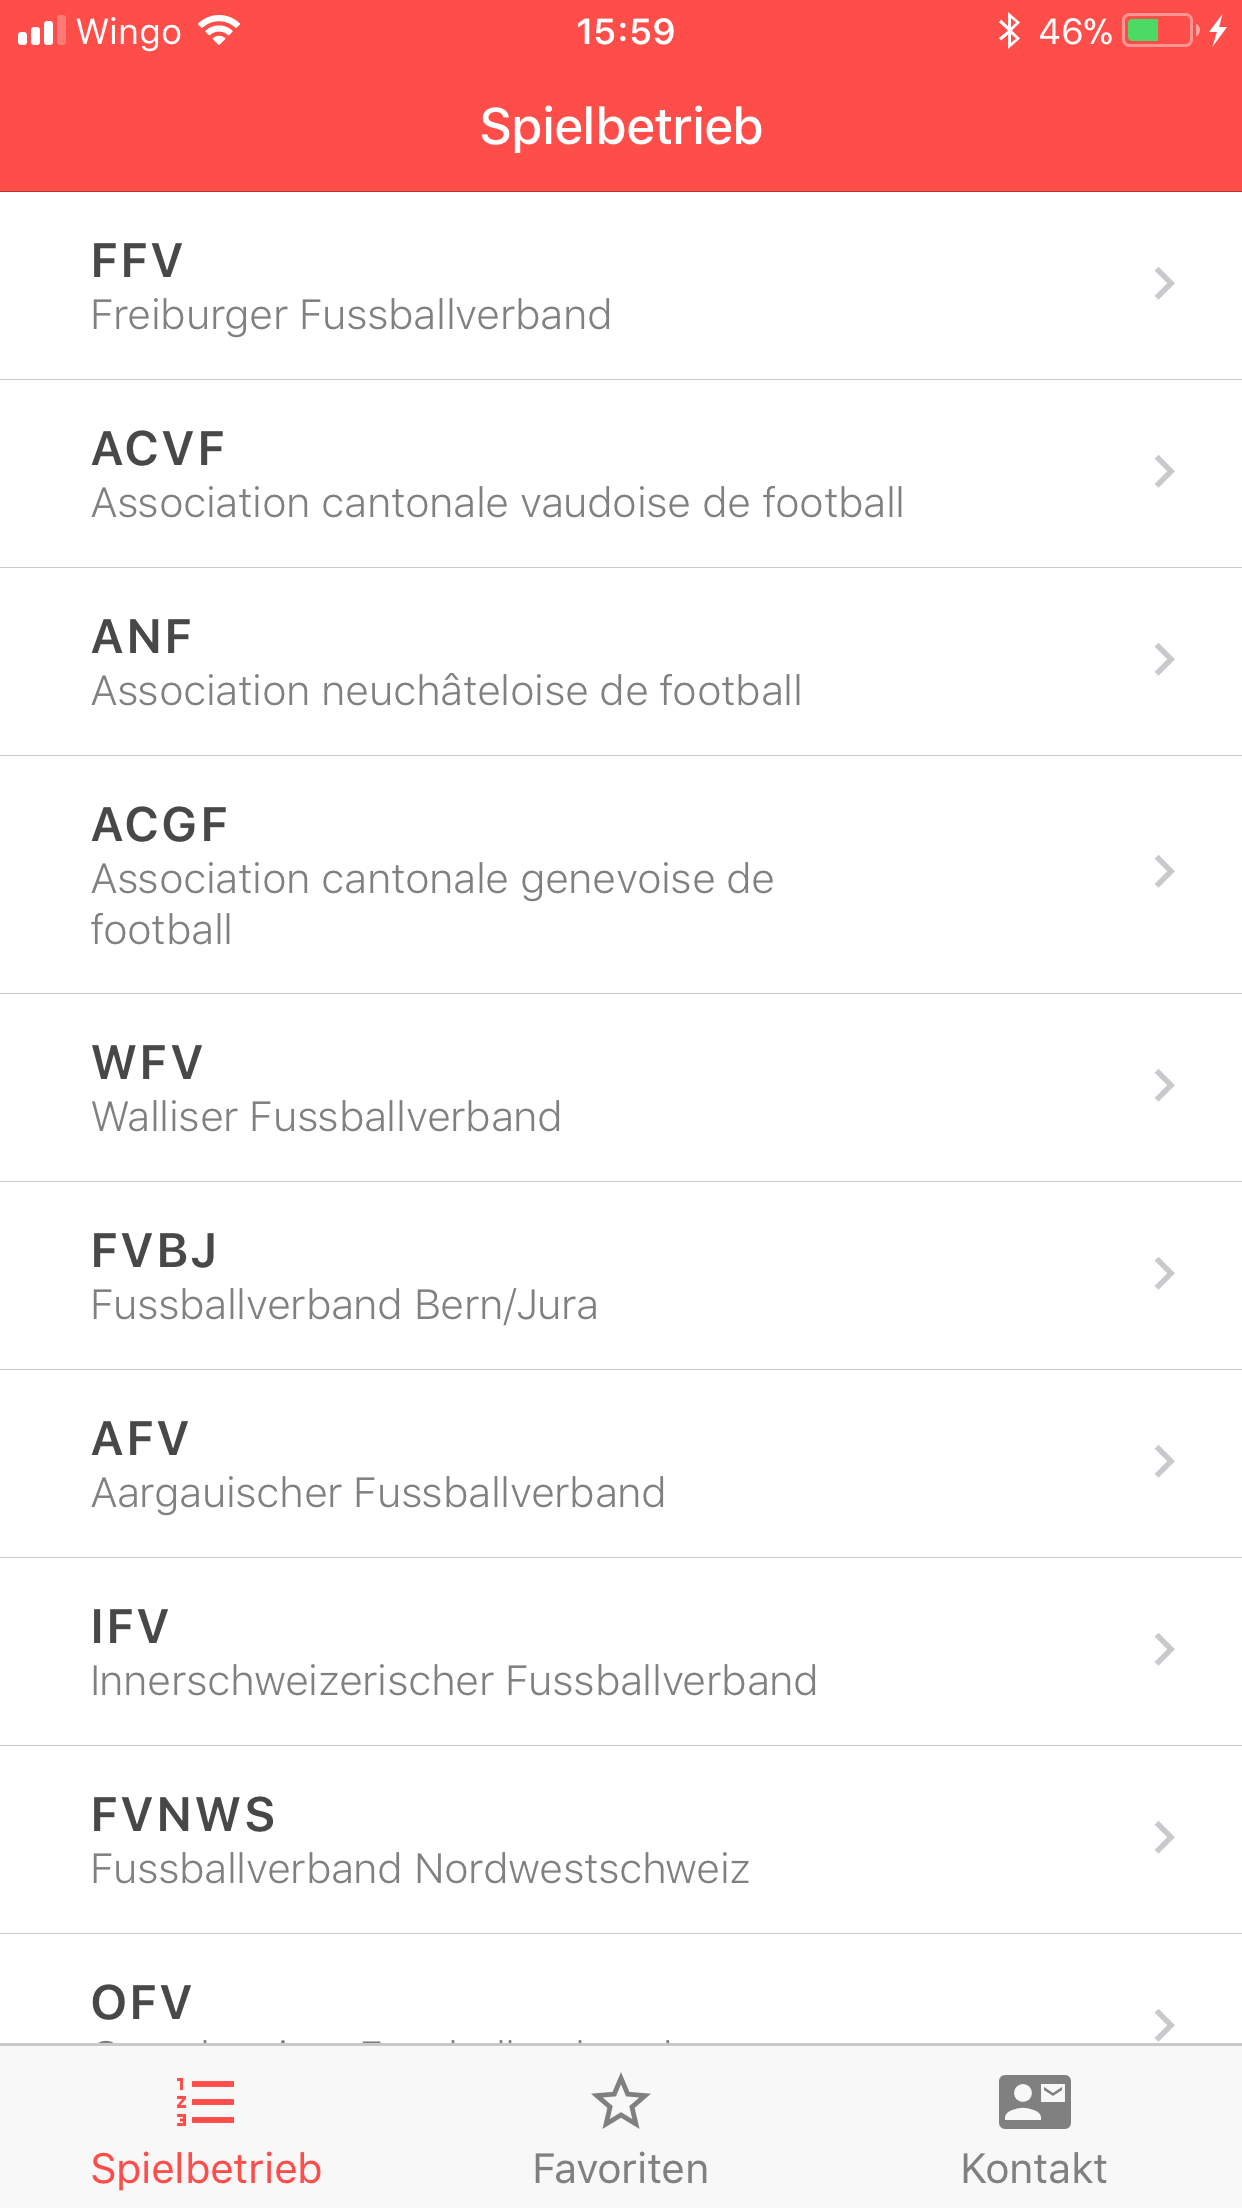 Wingo 15:59 46%
Spielbetrieb
FFV
Freiburger Fussballverband
ACVF
Association cantonale vaudoise de football
ANF
Association neuchâteloise de football
ACGF
Association cantonale genevoise de
football
WFV
Walliser Fussballverband
FVBJ
Fussballverband Bern/Jura
AFV
Aargauischer Fussballverband
IFV
Innerschweizerischer Fussballverband
FVNWS
Fussballverband Nordwestschweiz
OFV
1
2
3
Spielbetrieb Favoriten Kontakt